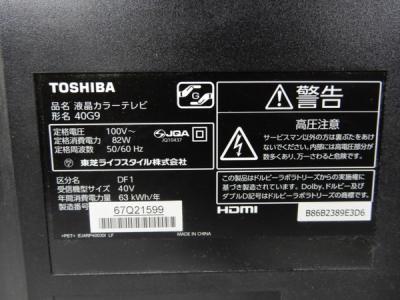 TOSHIBA
品名 液晶カラーテレビ
形名 40G9
定格電圧: 100V~
定格消費電力: 82W
定格周波数: 50/60 Hz
JQA
JQ10437
東芝ライフスタイル株式会社
区分名 DF1
受信機型サイズ 40V
年間消費電力量 63 kWh/年
製造番号 67Q21599
MADE IN CHINA
警告
高圧注意
サービスマン以外の方は裏ぶたをあけ
ないでください。内部には高電圧部分が
数多くあり、万一さわると危険です。
この製品はドルビーラボラトリーズの実施権に
基づき製造されています。Dolby、ドルビー及び
ダブルD記号はドルビーラボラトリーズの商標です。
HDMI
B86B2389E3D6